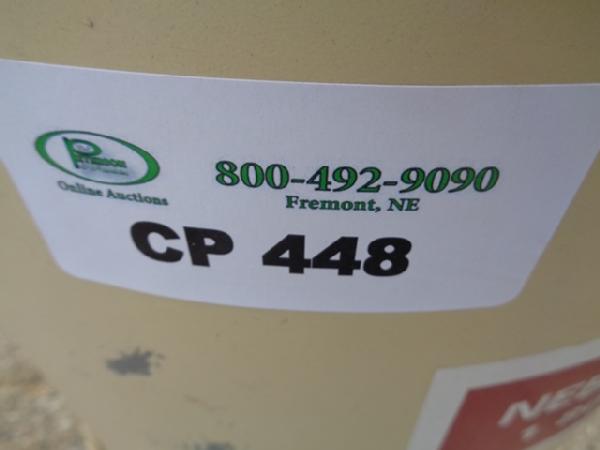 Online Auctions
800-492-9090
Fremont, NE
CP 448